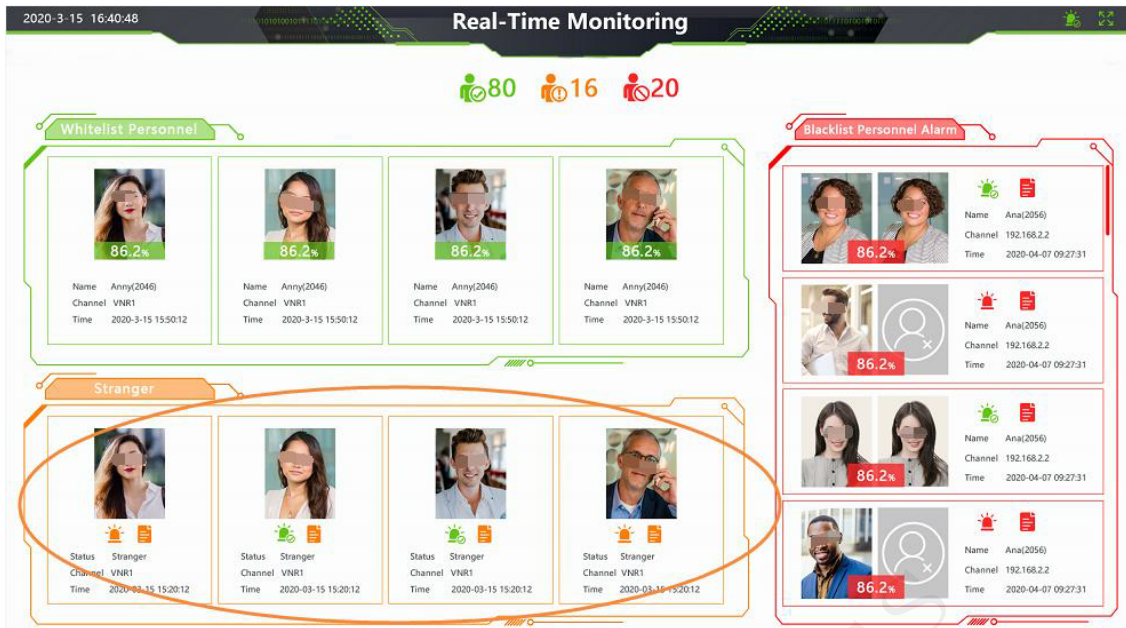 2020-3-15 16:40:48
Real-Time Monitoring
80 16 20
Whitelist Personnel
86.2% 86.2% 86.2% 86.2%
Name Anny(2046) Name Anny(2046) Name Anny(2046) Name Anny(2046)
Channel VNR1 Channel VNR1 Channel VNR1 Channel VNR1
Time 2020-3-15 15:50:12 Time 2020-3-15 15:50:12 Time 2020-3-15 15:50:12 Time 2020-3-15 15:50:12
Stranger
Status Stranger Status Stranger Status Stranger Status Stranger
Channel VNR1 Channel VNR1 Channel VNR1 Channel VNR1
Time 2020-03-15 15:20:12 Time 2020-03-15 15:20:12 Time 2020-03-15 15:20:12 Time 2020-03-15 15:20:12
Blacklist Personnel Alarm
86.2%
Name Ana(2056)
Channel 192.168.2.2
Time 2020-04-07 09:27:31
86.2%
Name Ana(2056)
Channel 192.168.2.2
Time 2020-04-07 09:27:31
86.2%
Name Ana(2056)
Channel 192.168.2.2
Time 2020-04-07 09:27:31
86.2%
Name Ana(2056)
Channel 192.168.2.2
Time 2020-04-07 09:27:31